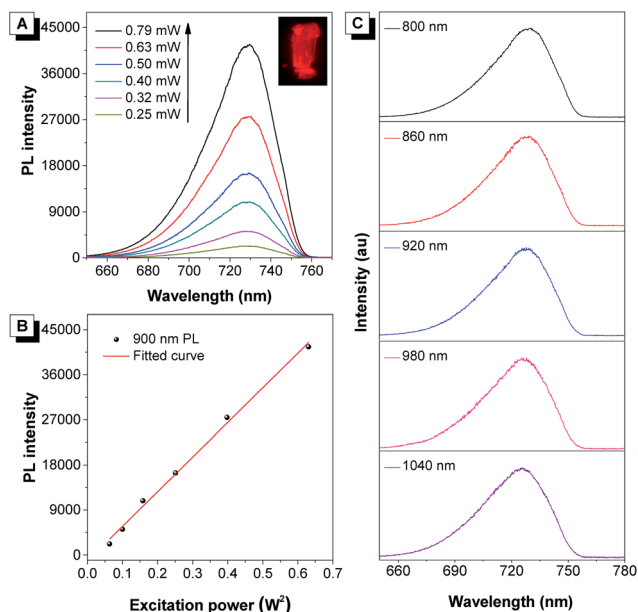 A
45000
36000
27000
18000
9000
0
PL intensity
0.79 mW
0.63 mW
0.50 mW
0.40 mW
0.32 mW
0.25 mW
660 680 700 720 740 760
Wavelength (nm)
B
45000
36000
27000
18000
9000
0
PL intensity
900 nm PL
Fitted curve
0.0 0.1 0.2 0.3 0.4 0.5 0.6 0.7
Excitation power (W²)
C
Intensity (au)
800 nm
860 nm
920 nm
980 nm
1040 nm
650 690 730 780
Wavelength (nm)